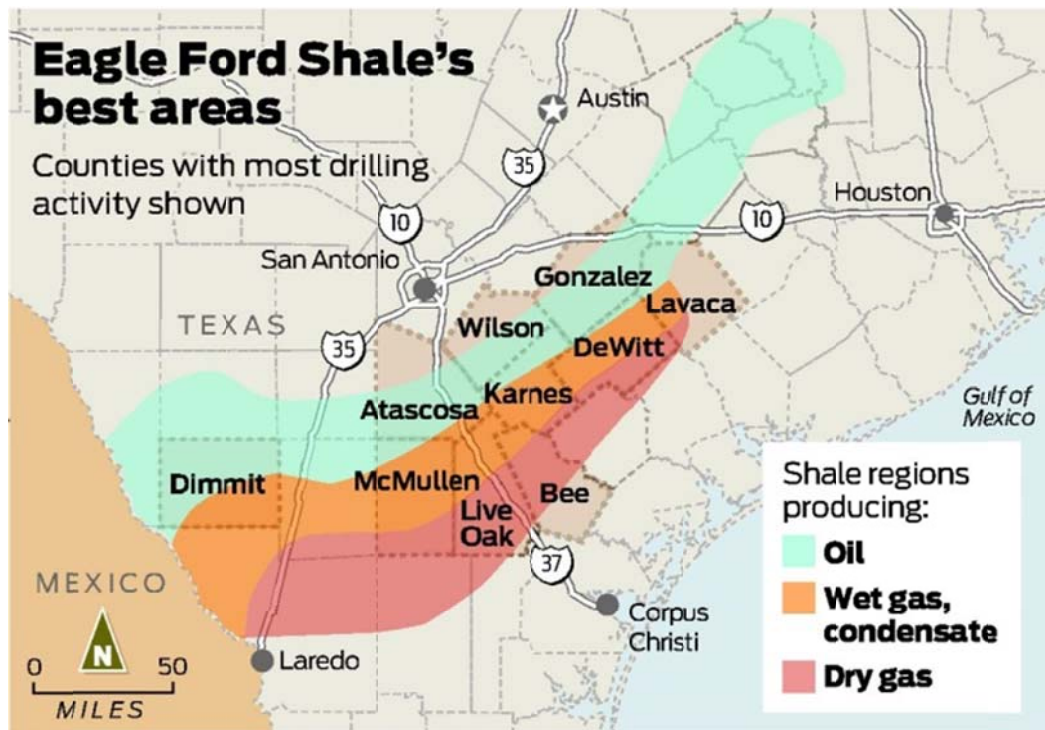 Eagle Ford Shale's
best areas
Counties with most drilling
activity shown
Austin
35
Houston
10
10
San Antonio
Gonzalez
Lavaca
TEXAS
Wilson
35
DeWitt
Karnes
Atascosa
Gulf of
Mexico
Dimmit
McMullen
Bee
Live
Oak
37
Shale regions
producing:
Oil
Wet gas,
condensate
Dry gas
MEXICO
N
Corpus
Christi
Laredo
0 50
MILES